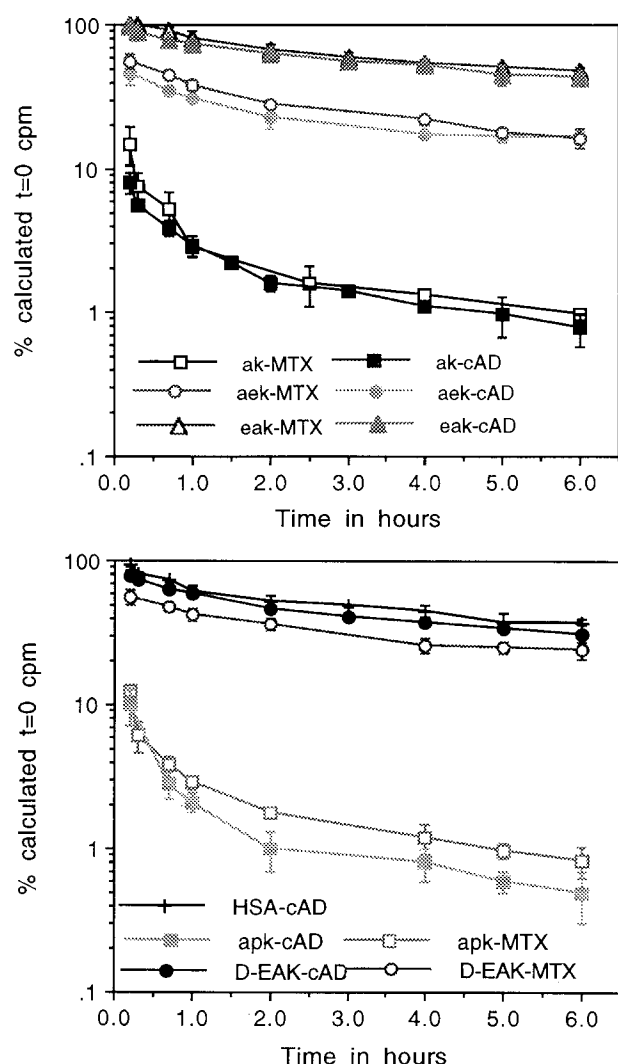 % calculated t=0 cpm
100
10
1
.1
ak-MTX
ak-cAD
aek-MTX
aek-cAD
eak-MTX
eak-cAD
0.0 1.0 2.0 3.0 4.0 5.0 6.0
Time in hours
% calculated t=0 cpm
100
10
1
.1
HSA-cAD
apk-cAD
apk-MTX
D-EAK-cAD
D-EAK-MTX
0.0 1.0 2.0 3.0 4.0 5.0 6.0
Time in hours